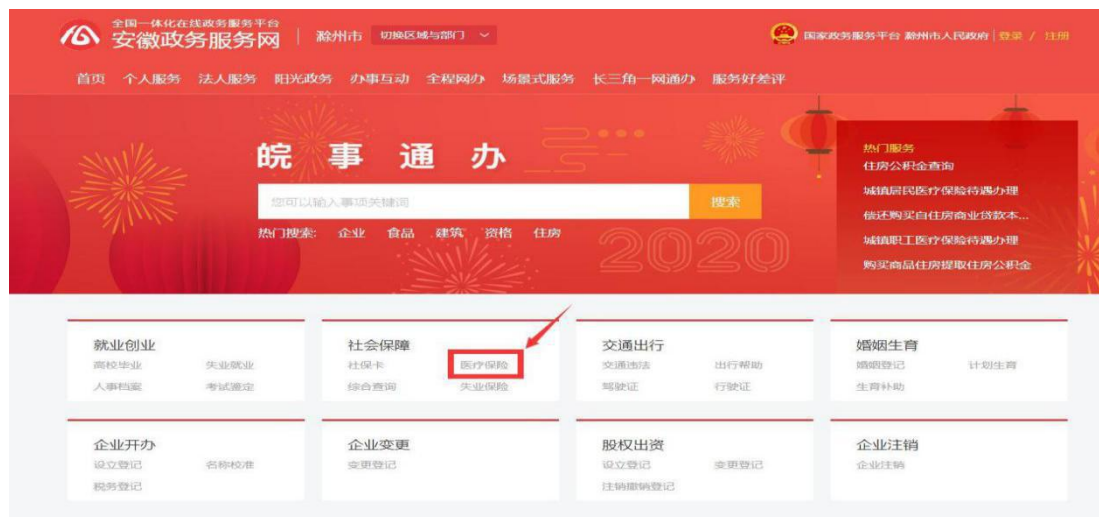 全国一体化在线政务服务平台
安徽政务服务网 滁州市 切换区域与部门 国家政务服务平台 滁州市人民政府 登录 / 注册
首页 个人服务 法人服务 阳光政务 办事互动 全程网办 场景式服务 长三角一网通办 服务好差评
皖事通办
您可以输入事项关键词 搜索
热门搜索: 企业 食品 建筑 资格 住房
2020
热门服务
住房公积金查询
城镇居民医疗保险待遇办理
偿还购买自住房商业贷款本...
城镇职工医疗保险待遇办理
购买商品住房提取住房公积金
就业创业 社会保障 交通出行 婚姻生育
高校毕业 失业就业 社保卡 医疗保险 交通违法 出行帮助 婚姻登记 计划生育
人事档案 考试鉴定 综合查询 失业保险 驾驶证 行驶证 生育补助
企业开办 企业变更 股权出资 企业注销
设立登记 名称核准 变更登记 设立登记 变更登记 企业注销
税务登记 注销撤销登记